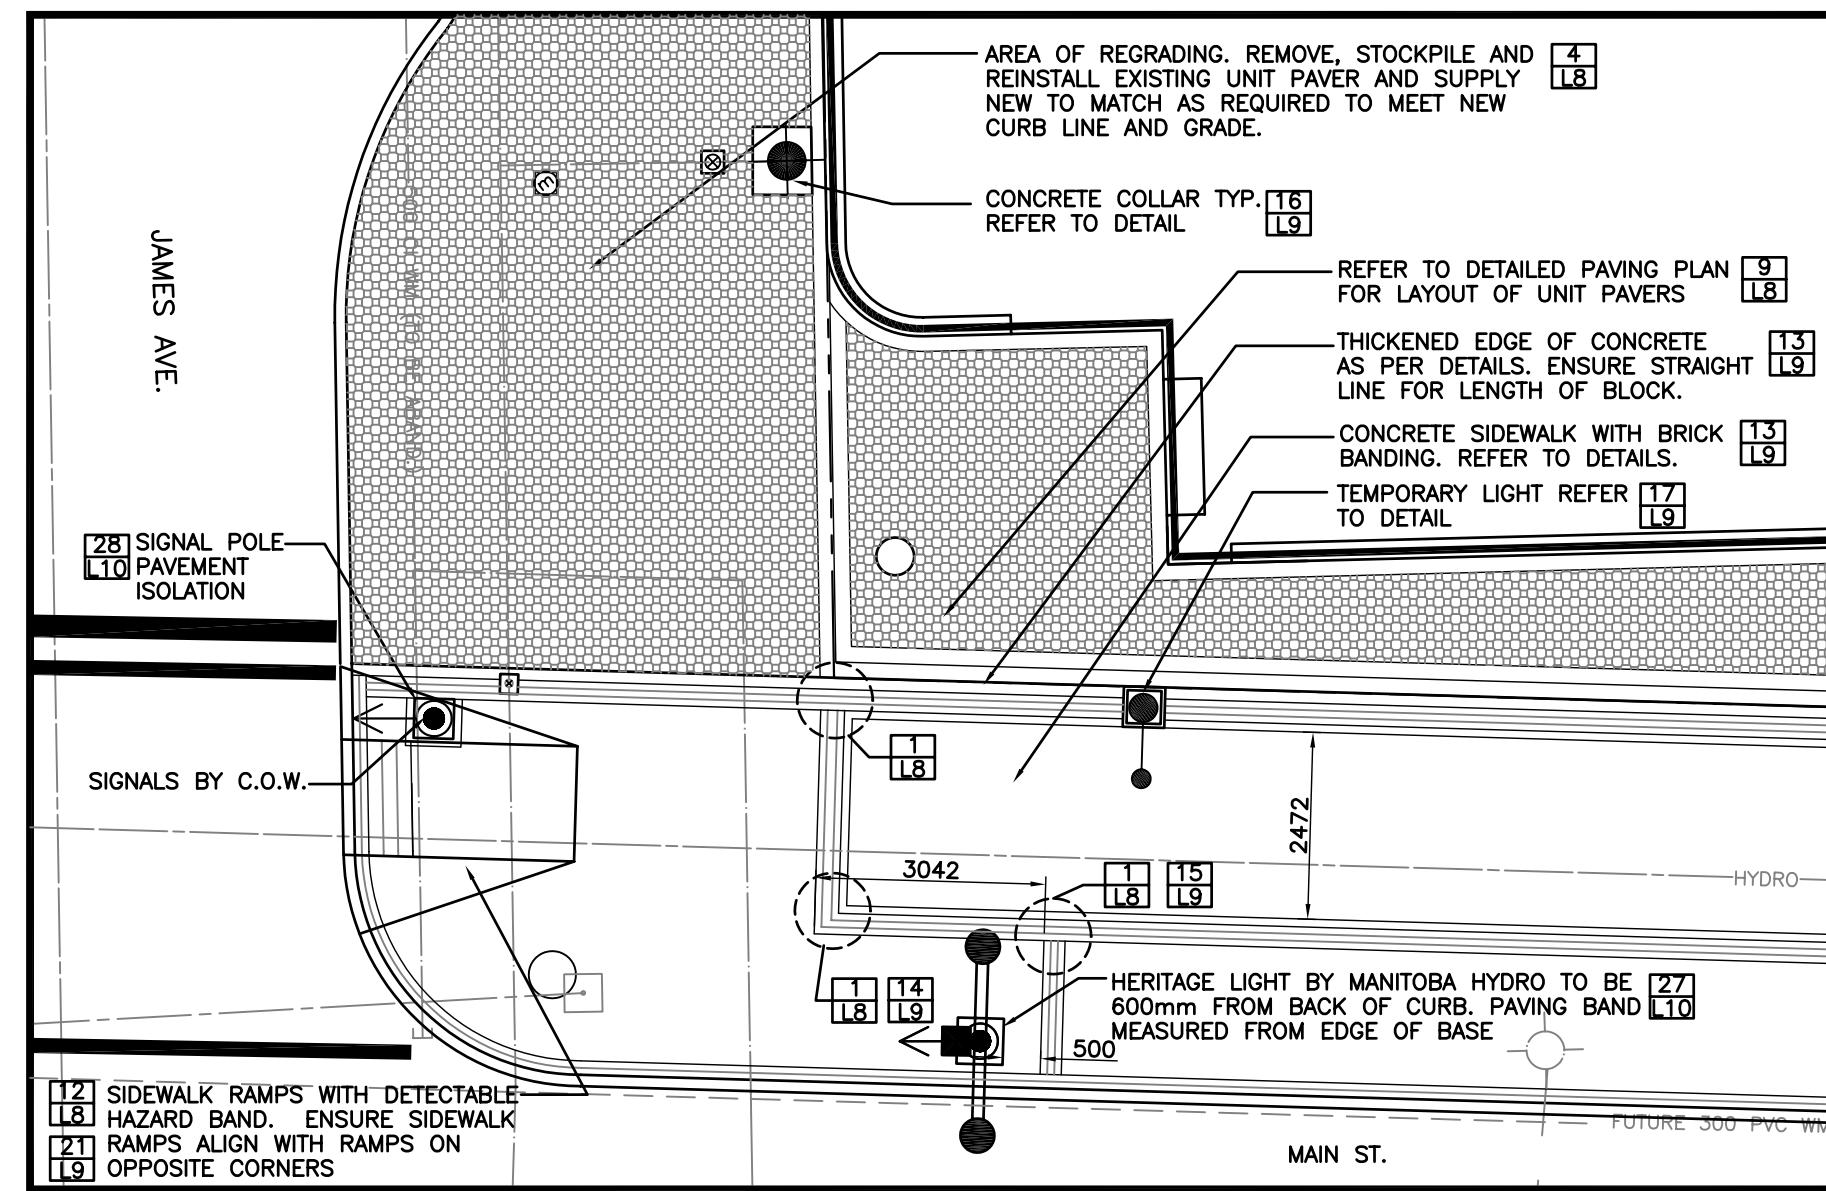 AREA OF REGRADING. REMOVE, STOCKPILE AND
REINSTALL EXISTING UNIT PAVER AND SUPPLY
NEW TO MATCH AS REQUIRED TO MEET NEW
CURB LINE AND GRADE.
4
L8
CONCRETE COLLAR TYP.
REFER TO DETAIL
16
L9
REFER TO DETAILED PAVING PLAN
FOR LAYOUT OF UNIT PAVERS
9
L8
THICKENED EDGE OF CONCRETE
AS PER DETAILS. ENSURE STRAIGHT
LINE FOR LENGTH OF BLOCK.
13
L9
CONCRETE SIDEWALK WITH BRICK
BANDING. REFER TO DETAILS.
13
L9
TEMPORARY LIGHT REFER
TO DETAIL
17
L9
m
JAMES AVE.
(TO BE ABAND.)
28
L10
SIGNAL POLE
PAVEMENT
ISOLATION
SIGNALS BY C.O.W.
1
L8
2472
3042
1
L8
15
L9
HYDRO
1
L8
14
L9
HERITAGE LIGHT BY MANITOBA HYDRO TO BE
600mm FROM BACK OF CURB. PAVING BAND
MEASURED FROM EDGE OF BASE
27
L10
500
12
L8
21
L9
SIDEWALK RAMPS WITH DETECTABLE
HAZARD BAND. ENSURE SIDEWALK
RAMPS ALIGN WITH RAMPS ON
OPPOSITE CORNERS
FUTURE 300 PVC WM
MAIN ST.